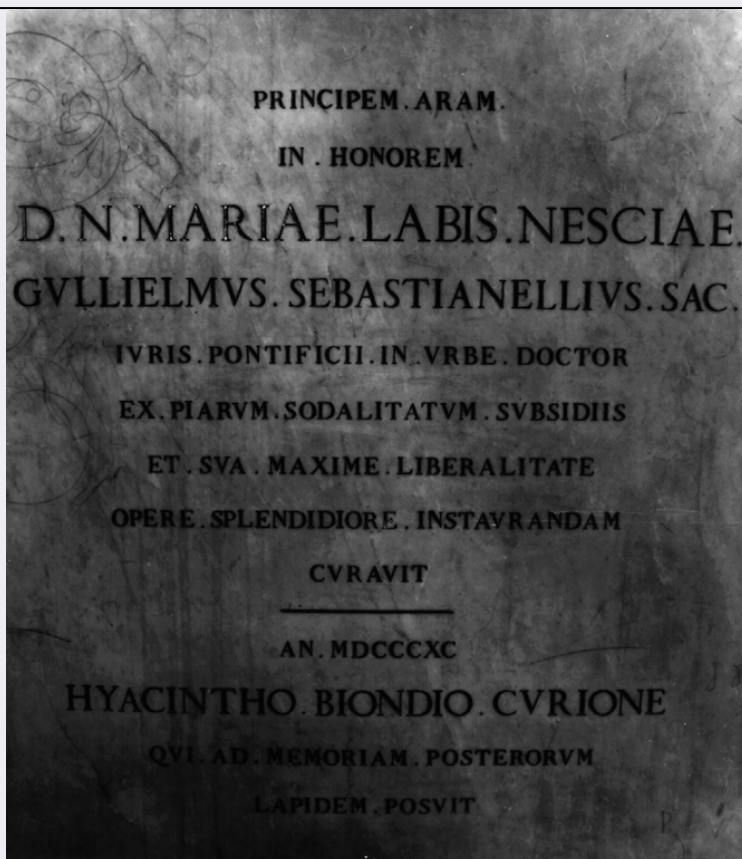 PRINCIPEM.ARAM.
IN . HONOREM
D.N.MARIAE.LABIS.NESCIAE.
GVLLIELMVS.SEBASTIANELLIVS.SAC.
IVRIS.PONTIFICII.IN.VRBE.DOCTOR
EX.PIARVM.SODALITATVM.SVBSIDIIS
ET.SVA.MAXIME.LIBERALITATE
OPERE.SPLENDIDIORE.INSTAVRANDAM
CVRAVIT
AN.MDCCCXC
HYACINTHO.BIONDIO.CVRIONE
QVI.AD.MEMORIAM.POSTERORVM
LAPIDEM.POSVIT